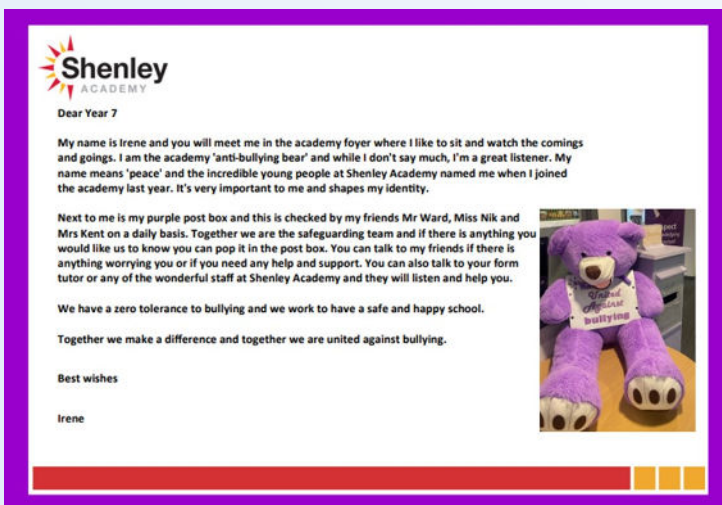 Shenley
ACADEMY
Dear Year 7
My name is Irene and you will meet me in the academy foyer where I like to sit and watch the comings
and goings. I am the academy 'anti-bullying bear' and while I don't say much, I'm a great listener. My
name means 'peace' and the incredible young people at Shenley Academy named me when I joined
the academy last year. It's very important to me and shapes my identity.
Next to me is my purple post box and this is checked by my friends Mr Ward, Miss Nik and
Mrs Kent on a daily basis. Together we are the safeguarding team and if there is anything you
would like us to know you can pop it in the post box. You can talk to my friends if there is
anything worrying you or if you need any help and support. You can also talk to your form
tutor or any of the wonderful staff at Shenley Academy and they will listen and help you.
We have a zero tolerance to bullying and we work to have a safe and happy school.
Together we make a difference and together we are united against bullying.
Best wishes
Irene
United
Against
bullying